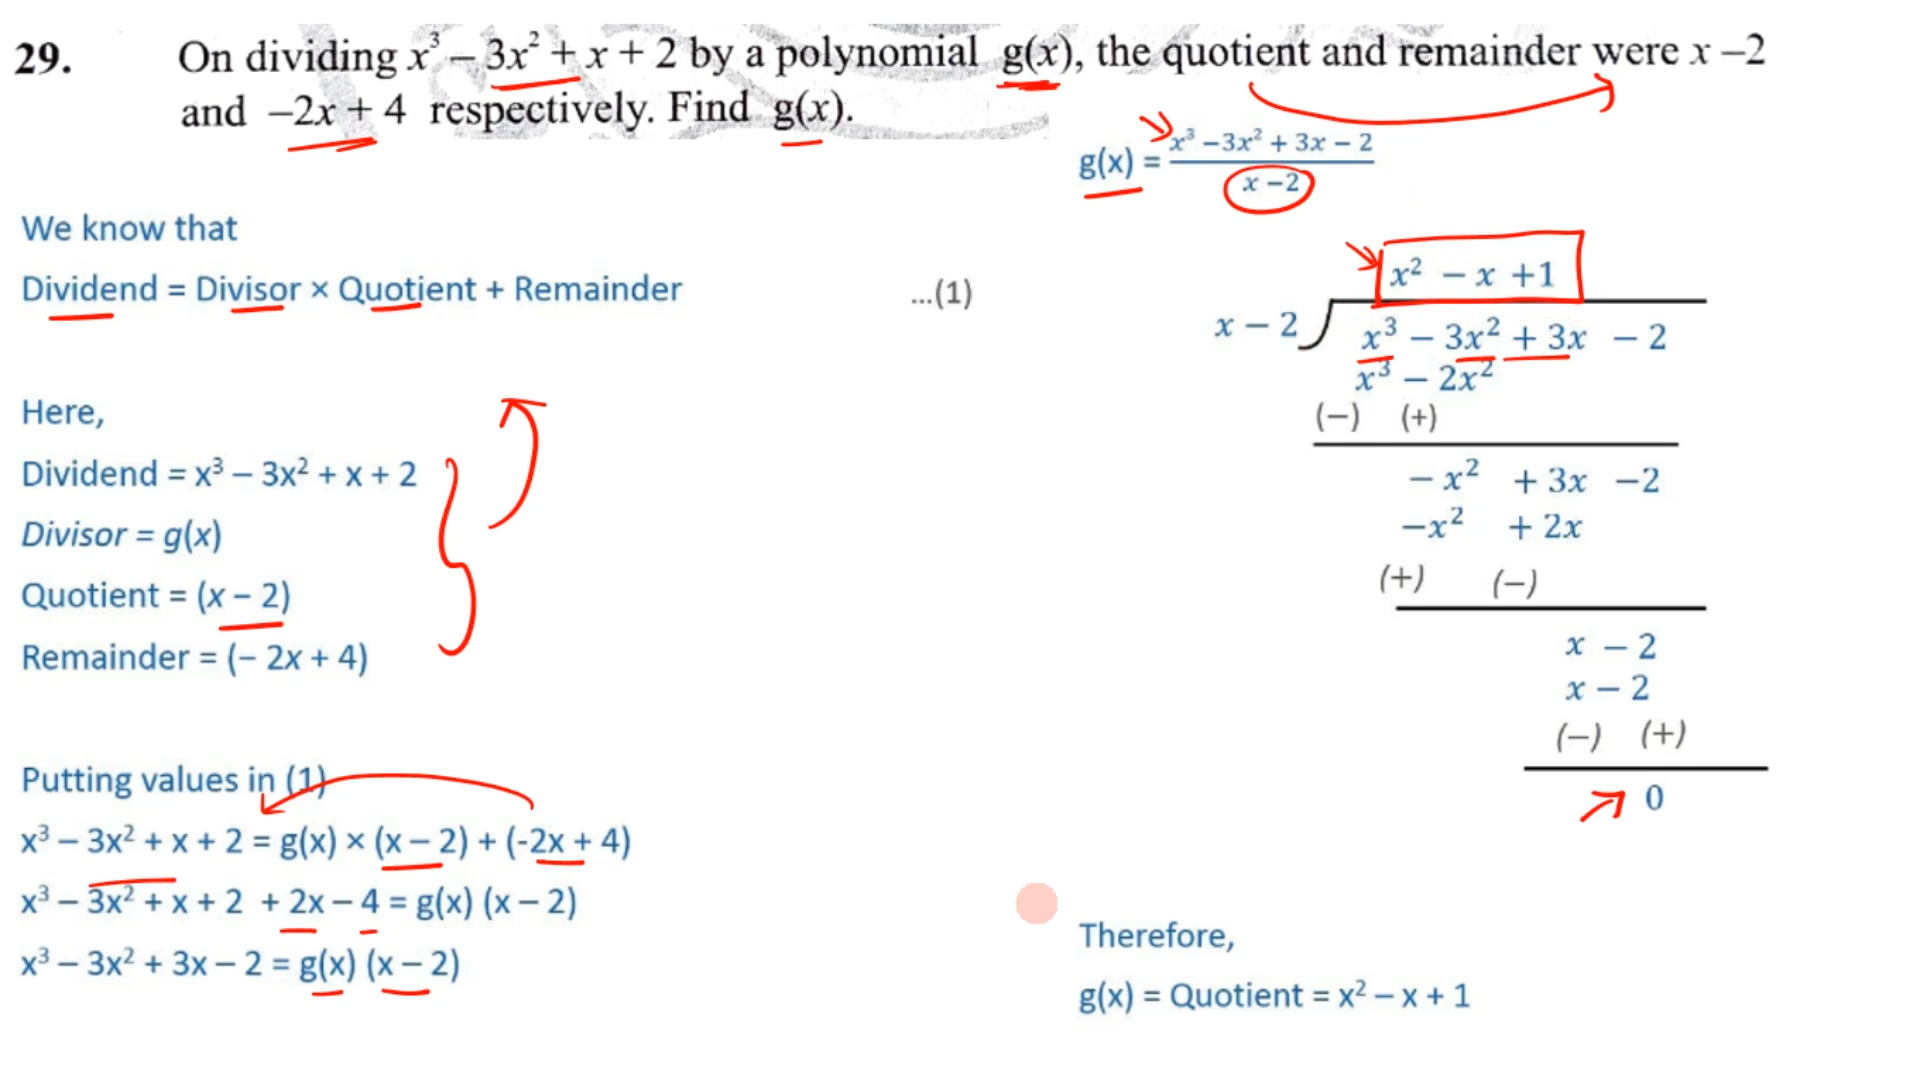 29. On dividing x³ – 3x² + x + 2 by a polynomial g(x), the quotient and remainder were x –2
and –2x + 4 respectively. Find g(x).
We know that
Dividend = Divisor × Quotient + Remainder ...(1)
Here,
Dividend = x³ – 3x² + x + 2
Divisor = g(x)
Quotient = (x – 2)
Remainder = (– 2x + 4)
Putting values in (1)
x³ – 3x² + x + 2 = g(x) × (x – 2) + (-2x + 4)
x³ – 3x² + x + 2 + 2x – 4 = g(x) (x – 2)
x³ – 3x² + 3x – 2 = g(x) (x – 2)
x³ –3x² + 3x – 2
g(x) =
x –2
x² – x +1
x – 2
x³ – 3x² + 3x – 2
x³ – 2x²
(–) (+)
– x² + 3x –2
–x² + 2x
(+) (–)
x – 2
x – 2
(–) (+)
0
Therefore,
g(x) = Quotient = x² – x + 1